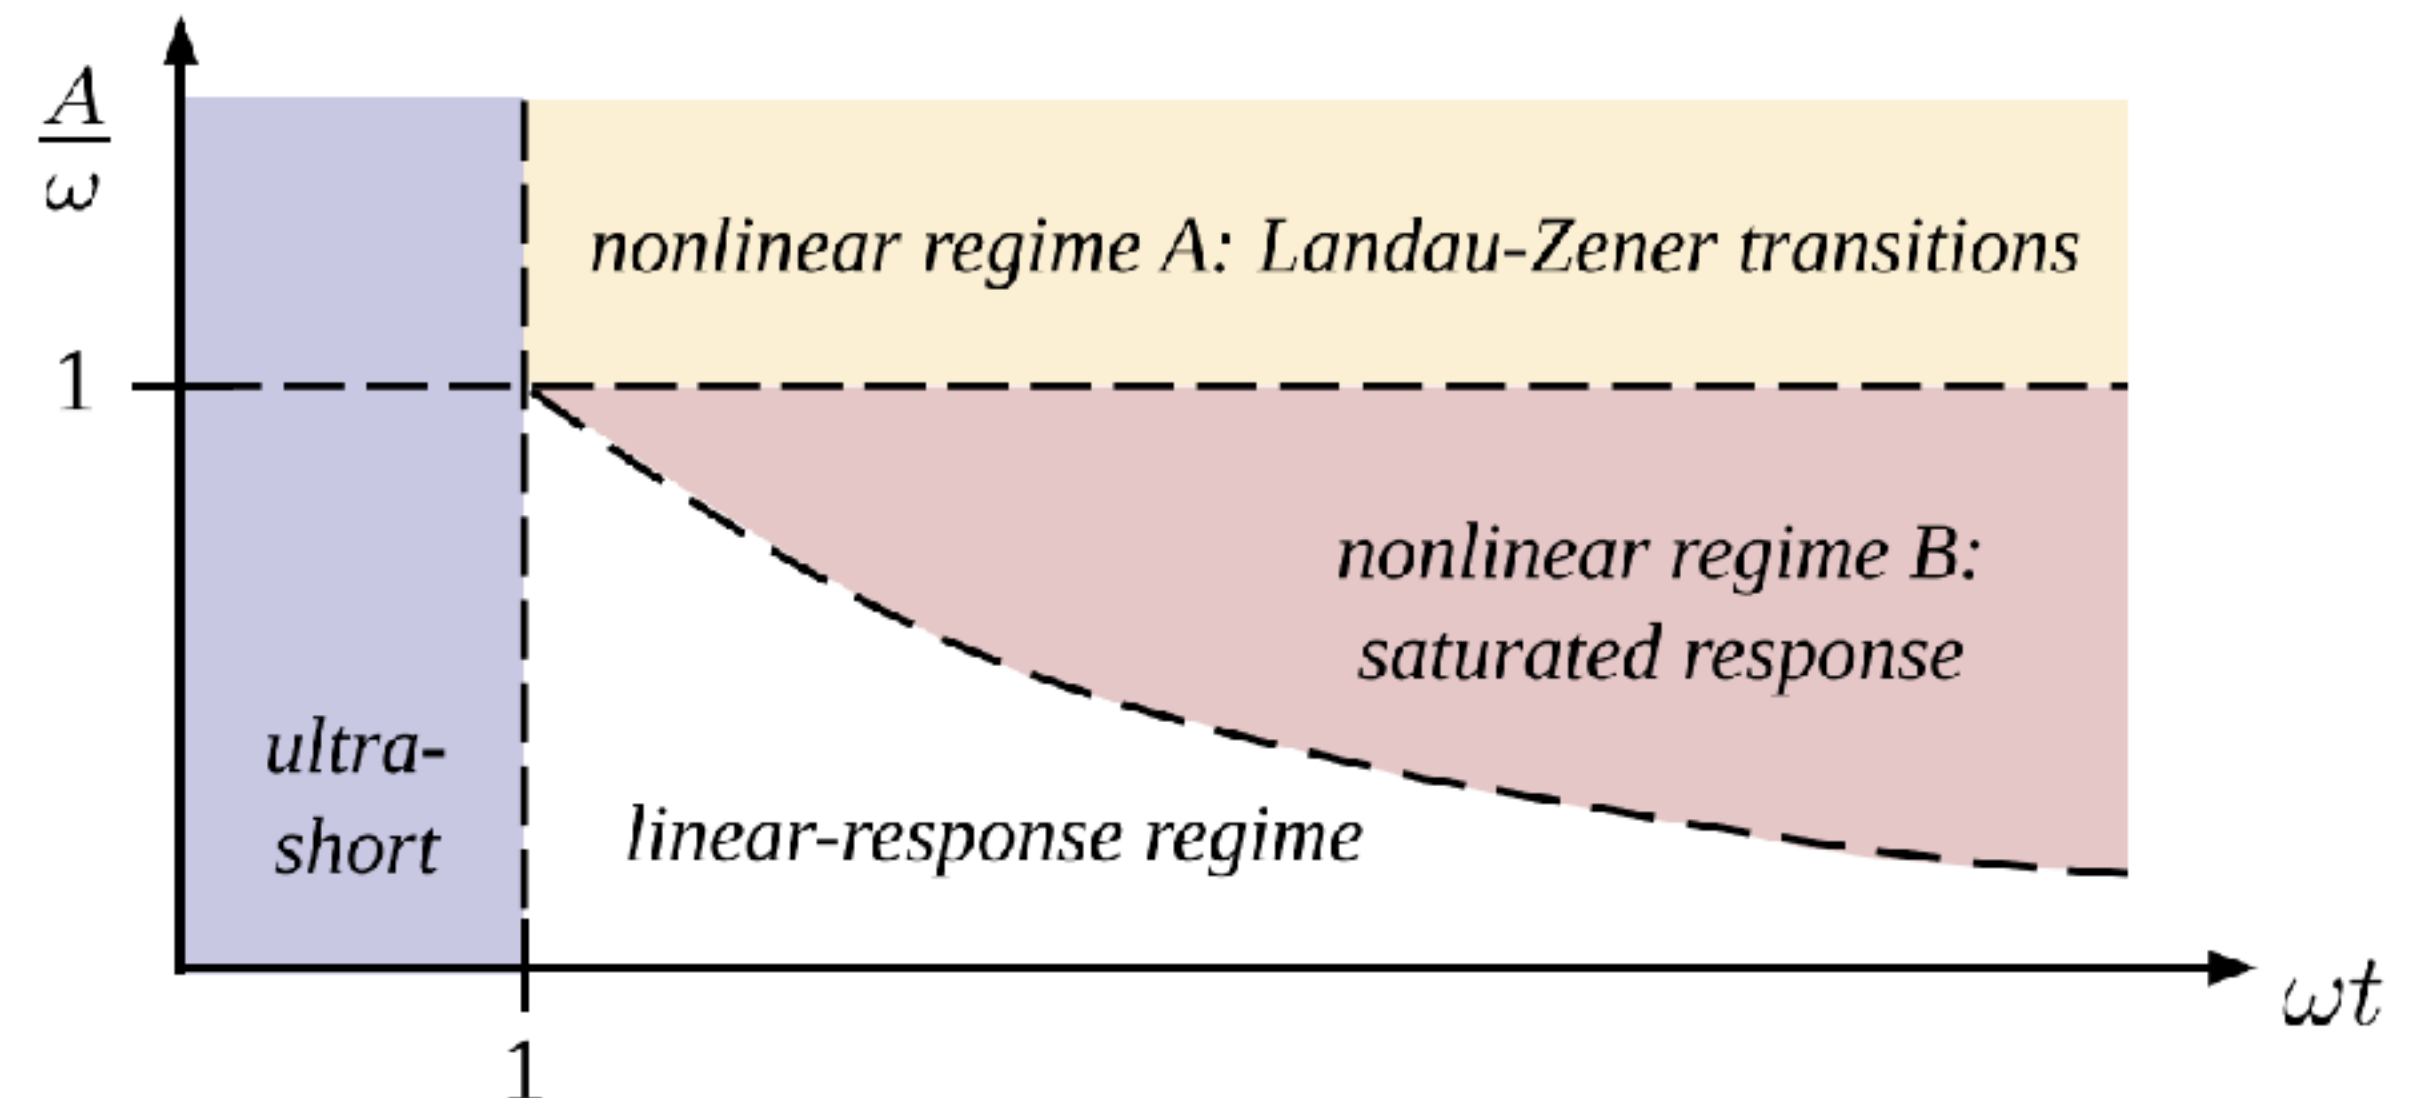 A
ω
nonlinear regime A: Landau-Zener transitions
1
nonlinear regime B:
saturated response
ultra-
short
linear-response regime
ωt
1